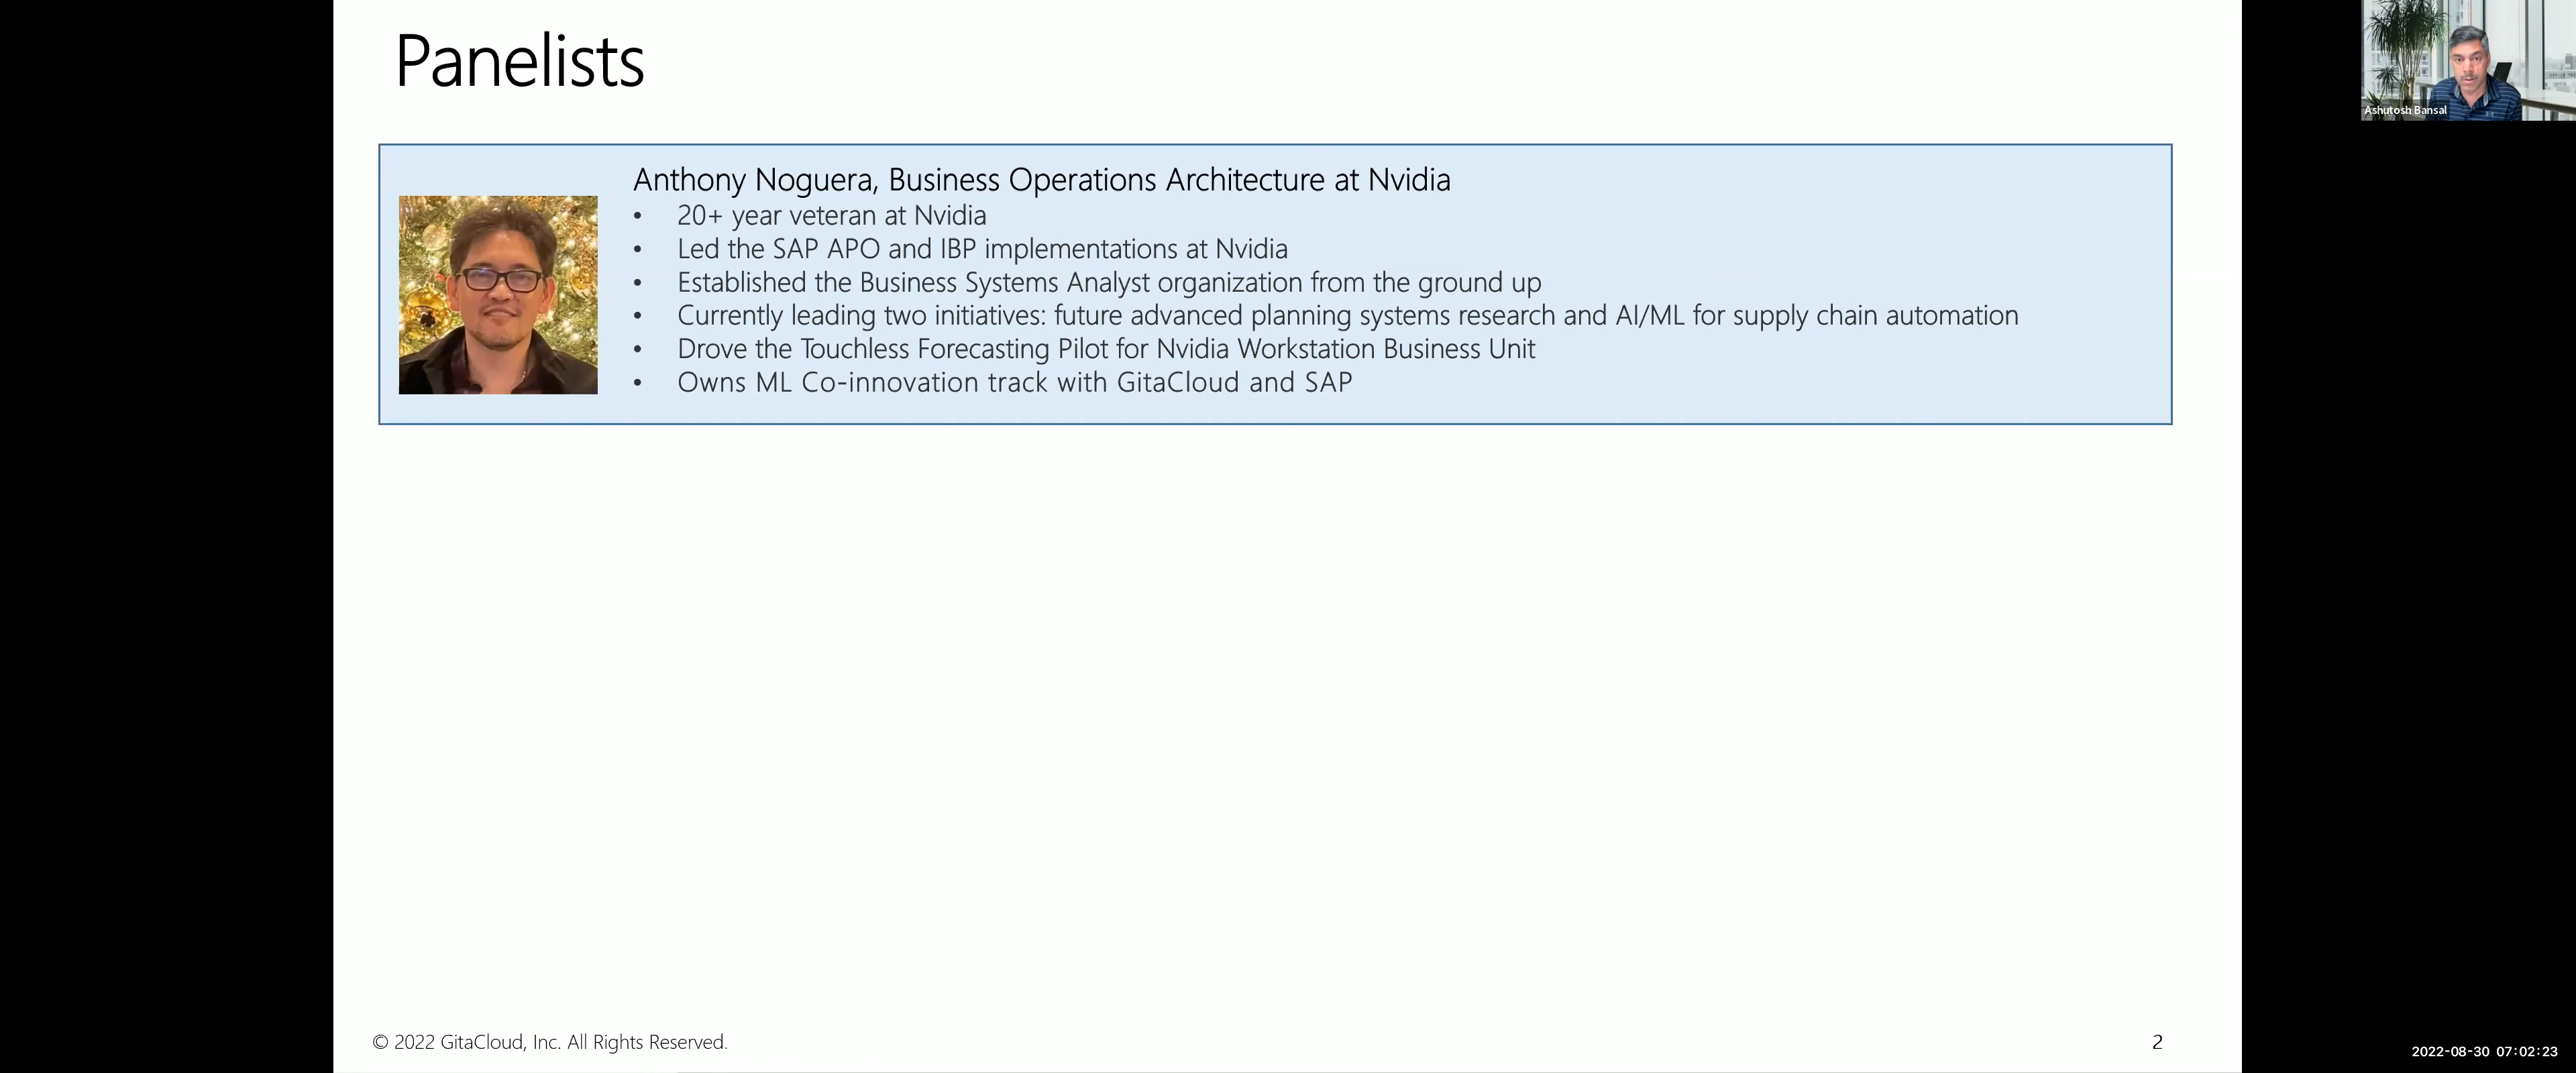 Panelists
Ashutosh Bansal
Anthony Noguera, Business Operations Architecture at Nvidia
• 20+ year veteran at Nvidia
• Led the SAP APO and IBP implementations at Nvidia
• Established the Business Systems Analyst organization from the ground up
• Currently leading two initiatives: future advanced planning systems research and AI/ML for supply chain automation
• Drove the Touchless Forecasting Pilot for Nvidia Workstation Business Unit
• Owns ML Co-innovation track with GitaCloud and SAP
© 2022 GitaCloud, Inc. All Rights Reserved.
2
2022-08-30 07:02:23